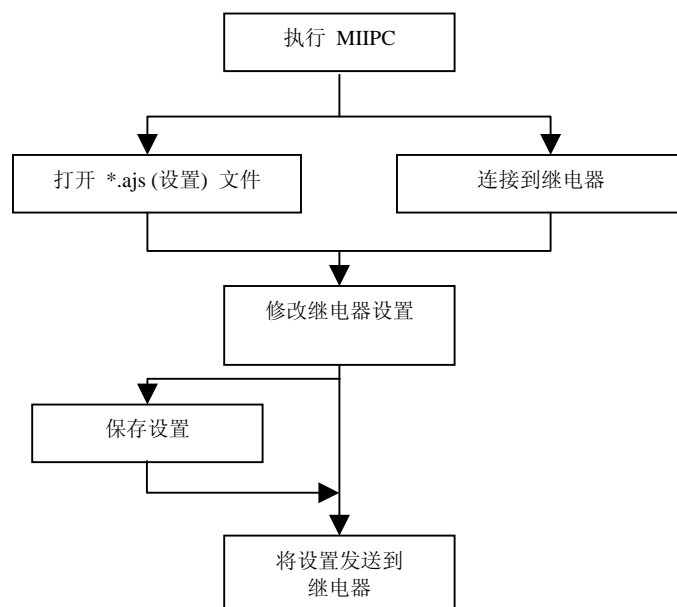 执行 MIIPC
打开 *.ajs (设置) 文件
连接到继电器
修改继电器设置
保存设置
将设置发送到
继电器